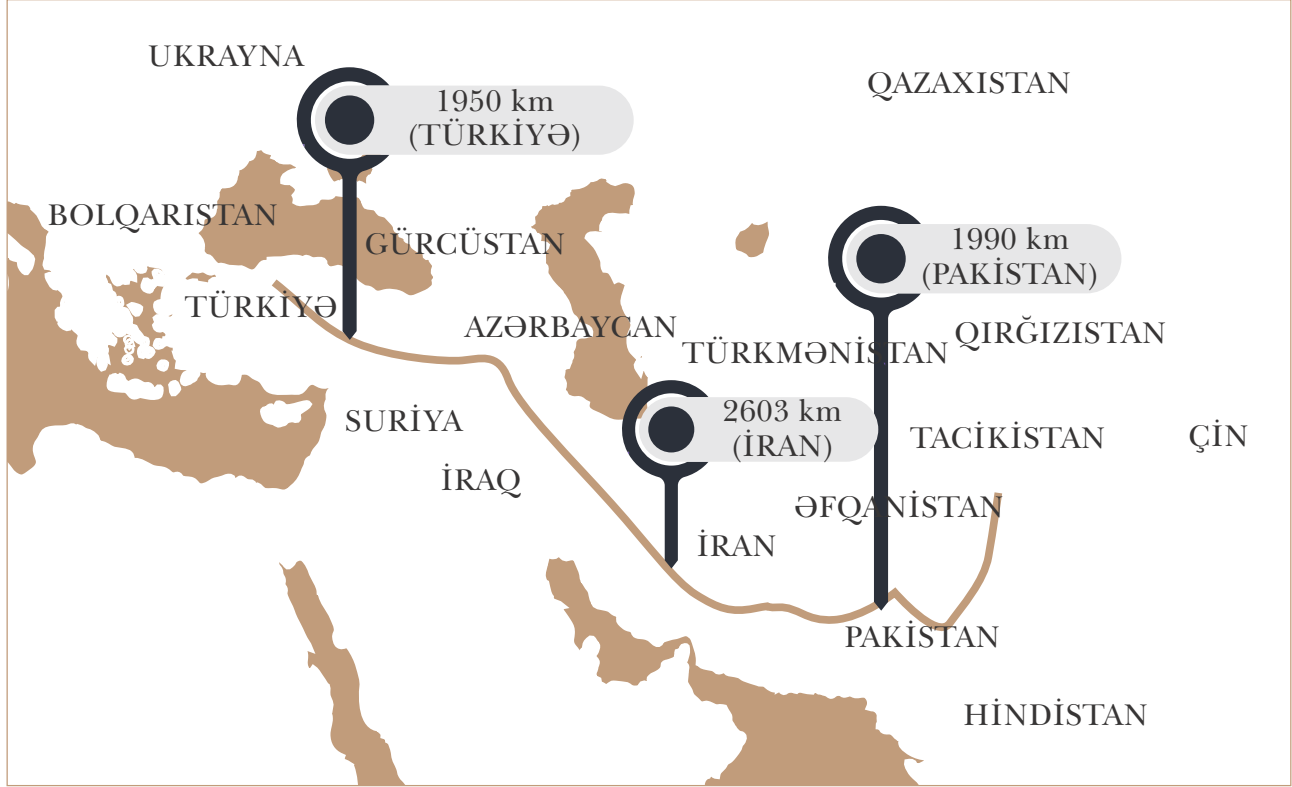 UKRAYNA
QAZAXISTAN
1950 km
(TÜRKİYƏ)
BOLQARISTAN
GÜRCÜSTAN
1990 km
(PAKİSTAN)
TÜRKİYƏ
AZƏRBAYCAN
TÜRKMƏNİSTAN
QIRĞIZISTAN
2603 km
(İRAN)
SURİYA
TACİKİSTAN
ÇİN
İRAQ
ƏFQANİSTAN
İRAN
PAKİSTAN
HİNDİSTAN